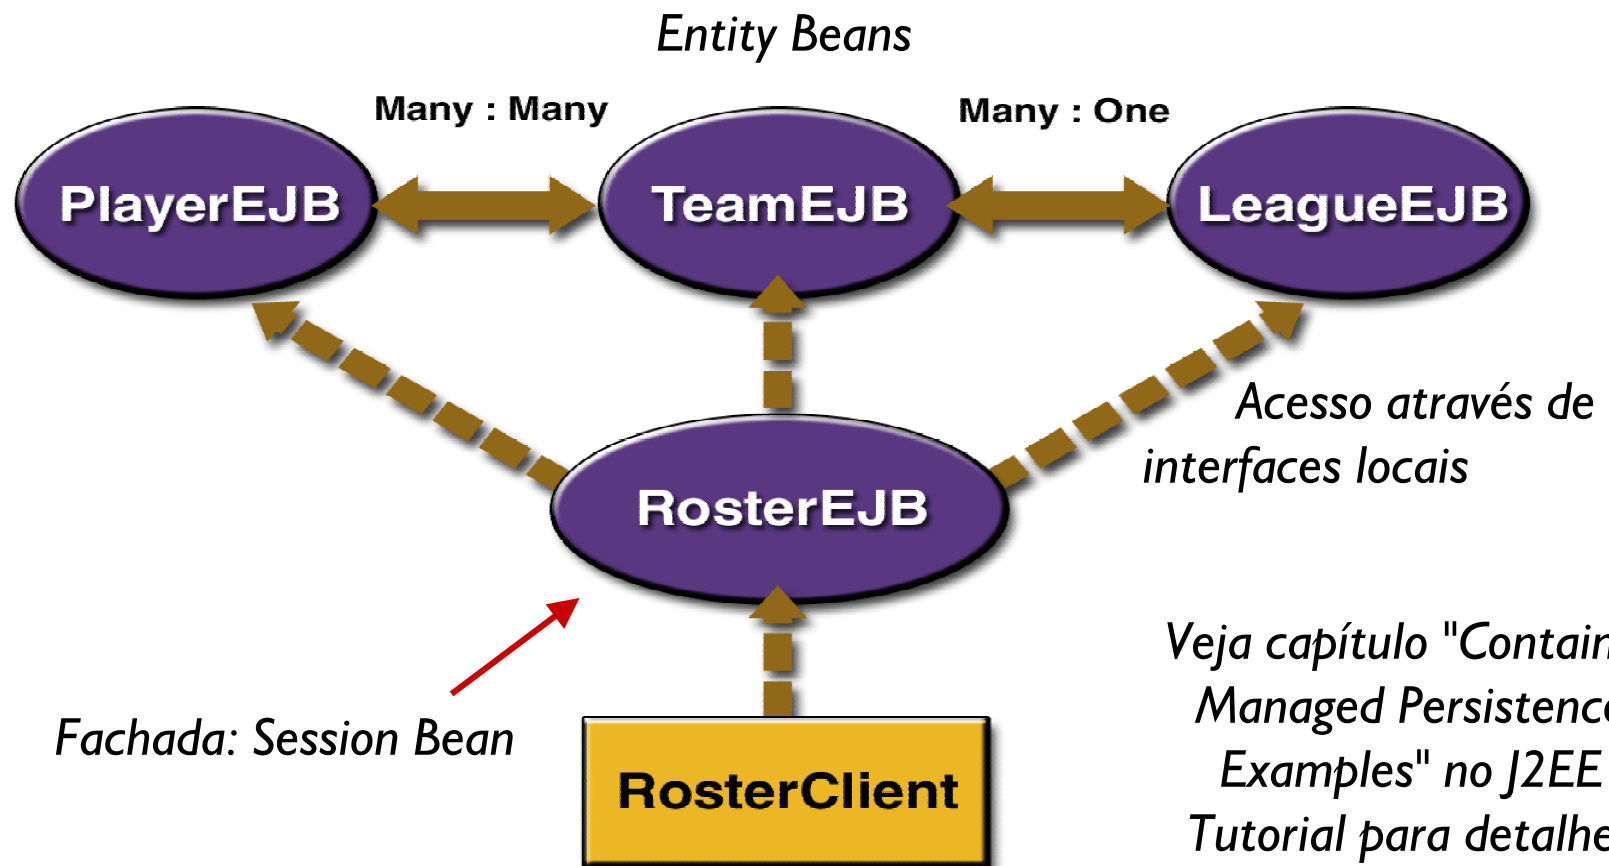 Entity Beans
Many : Many
Many : One
PlayerEJB
TeamEJB
LeagueEJB
Acesso através de
interfaces locais
RosterEJB
Veja capítulo "Contain
Managed Persistence
Examples" no J2EE
Tutorial para detalhe
Fachada: Session Bean
RosterClient